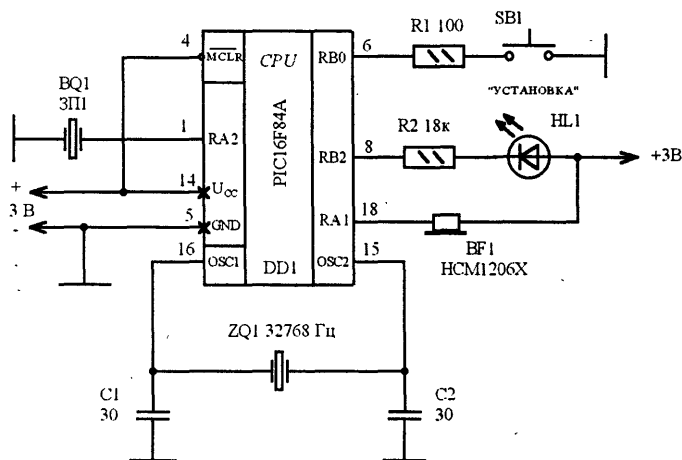 4
MCLR
CPU
RB0
6
R1 100
SB1
"УСТАНОВКА"
BQ1
ЗП1
1
RA2
PIC16F84A
RB2
8
R2 18к
HL1
+3В
+
3 В
-
14
Ucc
5
GND
RA1
18
BF1
HCM1206X
16
OSC1
DD1
OSC2
15
ZQ1 32768 Гц
C1
30
C2
30